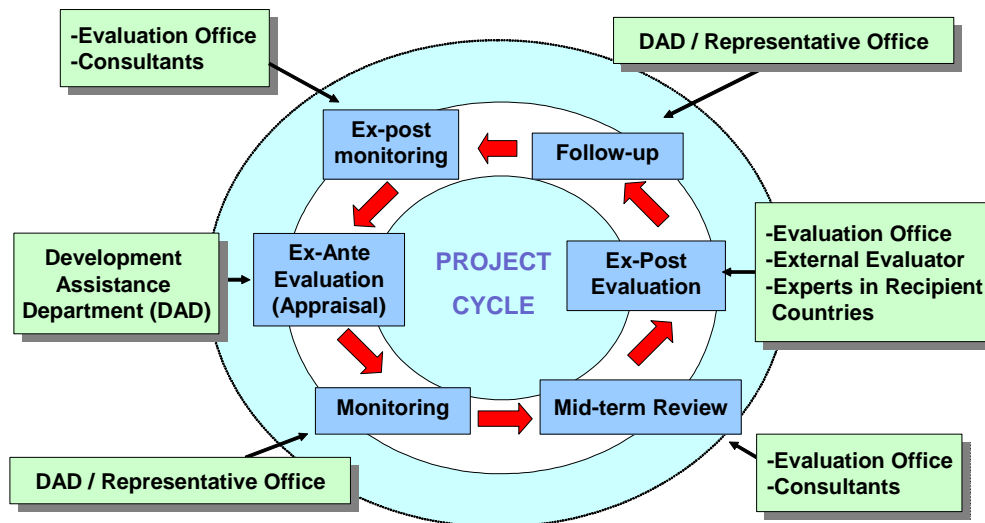 -Evaluation Office
-Consultants
DAD / Representative Office
Ex-post
monitoring
Follow-up
Development
Assistance
Department (DAD)
Ex-Ante
Evaluation
(Appraisal)
PROJECT
CYCLE
Ex-Post
Evaluation
-Evaluation Office
-External Evaluator
-Experts in Recipient
Countries
Monitoring
Mid-term Review
DAD / Representative Office
-Evaluation Office
-Consultants